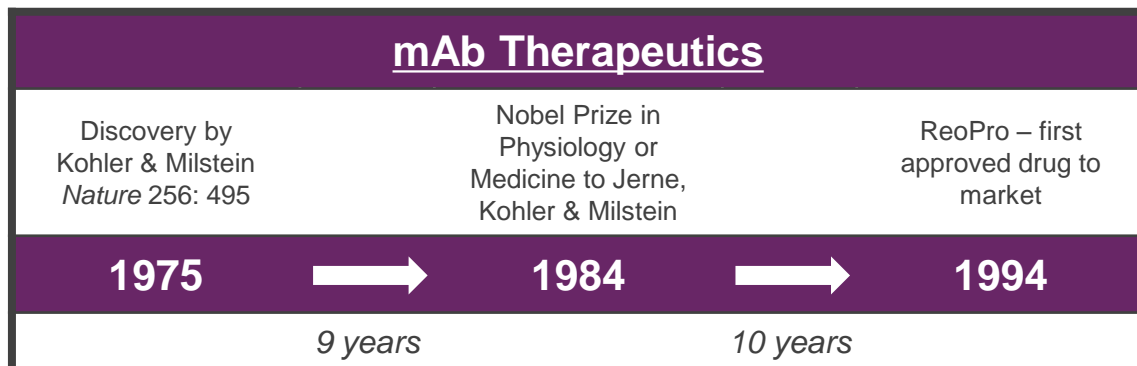 mAb Therapeutics
Discovery by
Kohler & Milstein
Nature 256: 495
Nobel Prize in
Physiology or
Medicine to Jerne,
Kohler & Milstein
ReoPro – first
approved drug to
market
1975
1984
1994
9 years
10 years